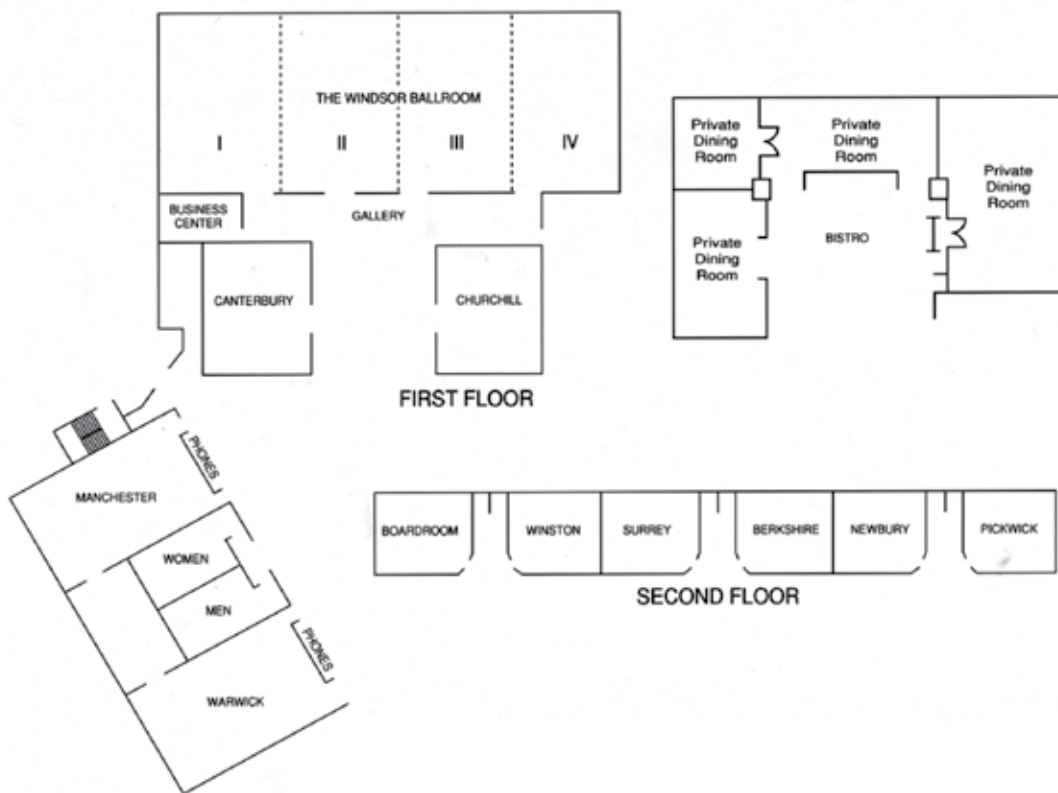 THE WINDSOR BALLROOM
I
II
III
IV
BUSINESS
CENTER
GALLERY
CANTERBURY
CHURCHILL
FIRST FLOOR
Private
Dining
Room
Private
Dining
Room
Private
Dining
Room
Private
Dining
Room
BISTRO
PHONES
MANCHESTER
WOMEN
MEN
PHONES
WARWICK
BOARDROOM
WINSTON
SURREY
BERKSHIRE
NEWBURY
PICKWICK
SECOND FLOOR